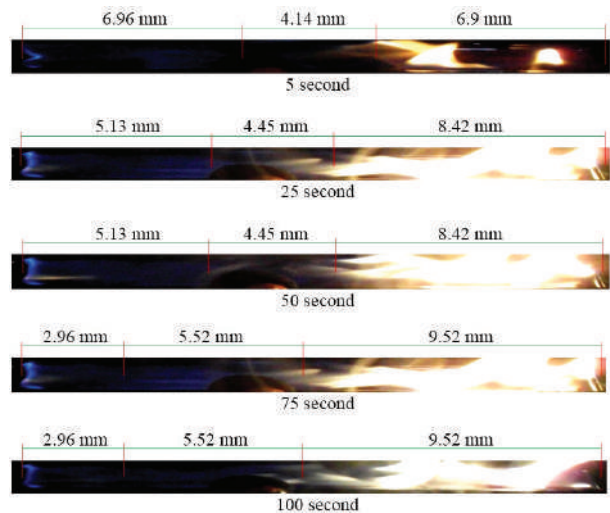 6.96 mm 4.14 mm 6.9 mm
5 second
5.13 mm 4.45 mm 8.42 mm
25 second
5.13 mm 4.45 mm 8.42 mm
50 second
2.96 mm 5.52 mm 9.52 mm
75 second
2.96 mm 5.52 mm 9.52 mm
100 second